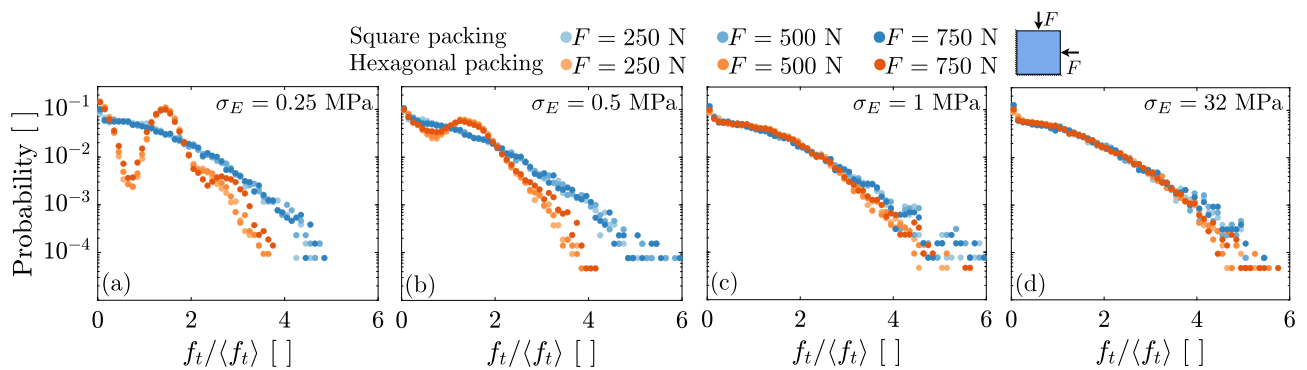 Square packing F = 250 N F = 500 N F = 750 N
Hexagonal packing F = 250 N F = 500 N F = 750 N
F
F
Probability [ ]
10⁻¹
10⁻²
10⁻³
10⁻⁴
σ_E = 0.25 MPa
(a)
0 2 4 6
f_t/⟨f_t⟩ [ ]
σ_E = 0.5 MPa
(b)
0 2 4 6
f_t/⟨f_t⟩ [ ]
σ_E = 1 MPa
(c)
0 2 4 6
f_t/⟨f_t⟩ [ ]
σ_E = 32 MPa
(d)
0 2 4 6
f_t/⟨f_t⟩ [ ]